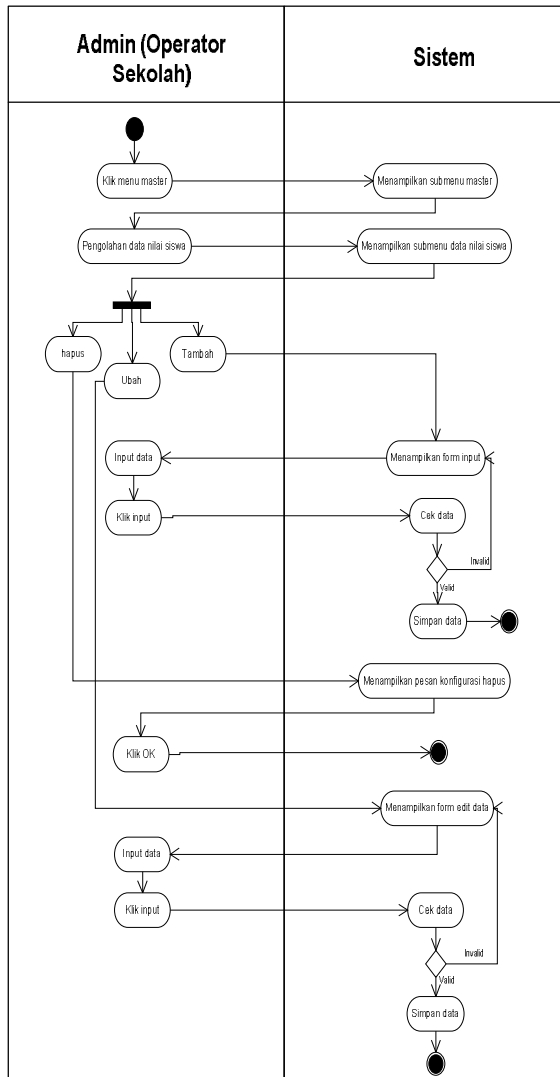 Admin (Operator
Sekolah)
Sistem
Klik menu master
Menampilkan submenu master
Pengolahan data nilai siswa
Menampilkan submenu data nilai siswa
hapus
Ubah
Tambah
Input data
Menampilkan form input
Klik input
Cek data
Invalid
Valid
Simpan data
Menampilkan pesan konfigurasi hapus
Klik OK
Menampilkan form edit data
Input data
Klik input
Cek data
Invalid
Valid
Simpan data